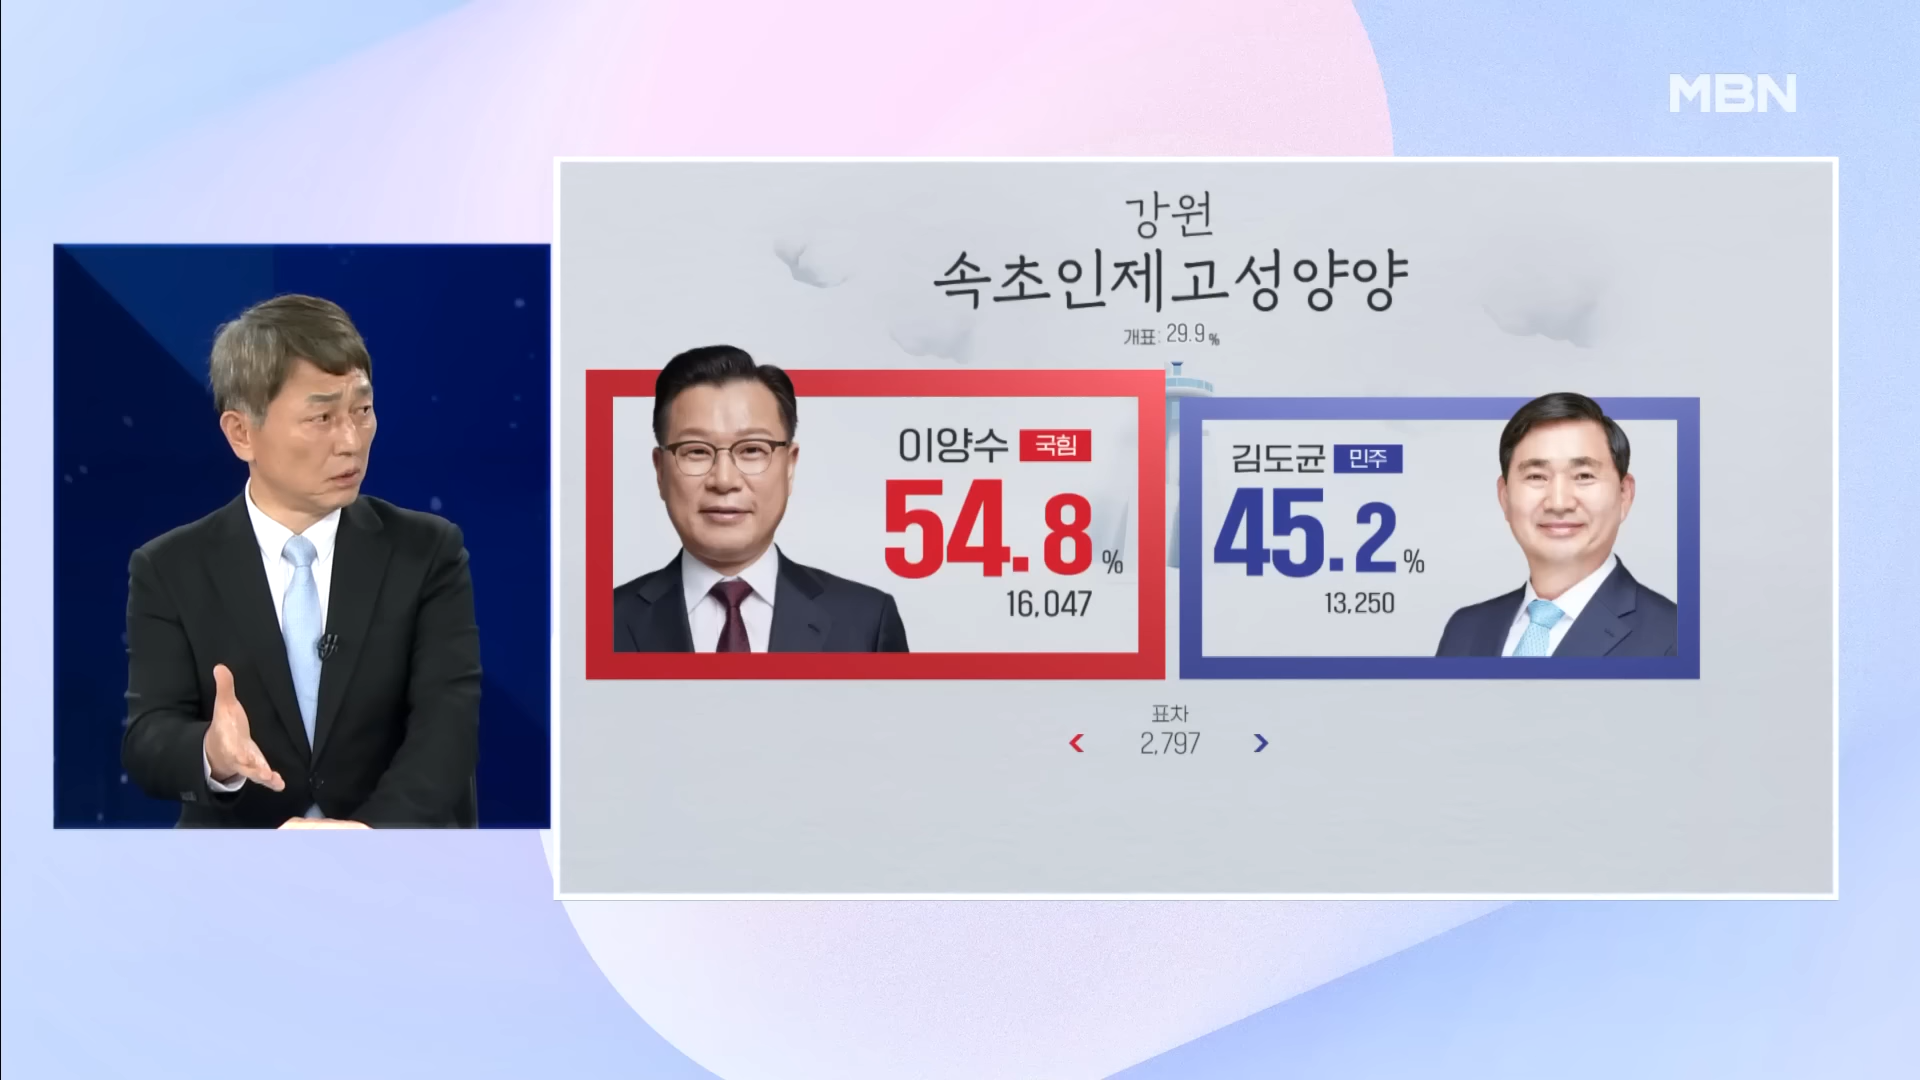 MBN
강원
속초인제고성양양
개표: 29.9%
이양수 국힘
54.8%
16,047
김도균 민주
45.2%
13,250
표차
< 2,797 >